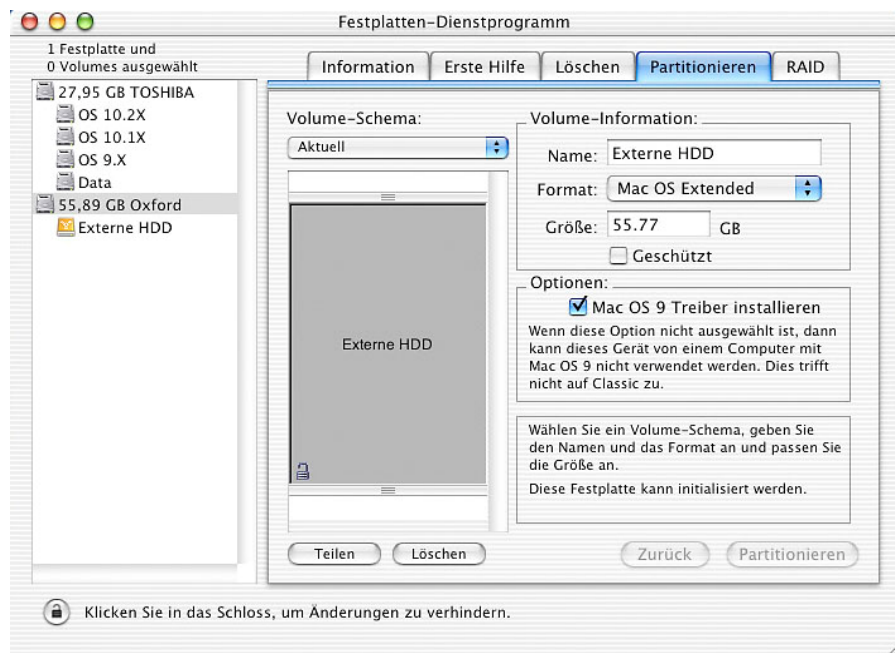 Festplatten-Dienstprogramm
1 Festplatte und
0 Volumes ausgewählt
27,95 GB TOSHIBA
OS 10.2X
OS 10.1X
OS 9.X
Data
55,89 GB Oxford
Externe HDD
Information
Erste Hilfe
Löschen
Partitionieren
RAID
Volume-Schema:
Aktuell
Externe HDD
Teilen
Löschen
Volume-Information:
Name: Externe HDD
Format: Mac OS Extended
Größe: 55.77 GB
Geschützt
Optionen:
Mac OS 9 Treiber installieren
Wenn diese Option nicht ausgewählt ist, dann
kann dieses Gerät von einem Computer mit
Mac OS 9 nicht verwendet werden. Dies trifft
nicht auf Classic zu.
Wählen Sie ein Volume-Schema, geben Sie
den Namen und das Format an und passen Sie
die Größe an.
Diese Festplatte kann initialisiert werden.
Zurück
Partitionieren
Klicken Sie in das Schloss, um Änderungen zu verhindern.